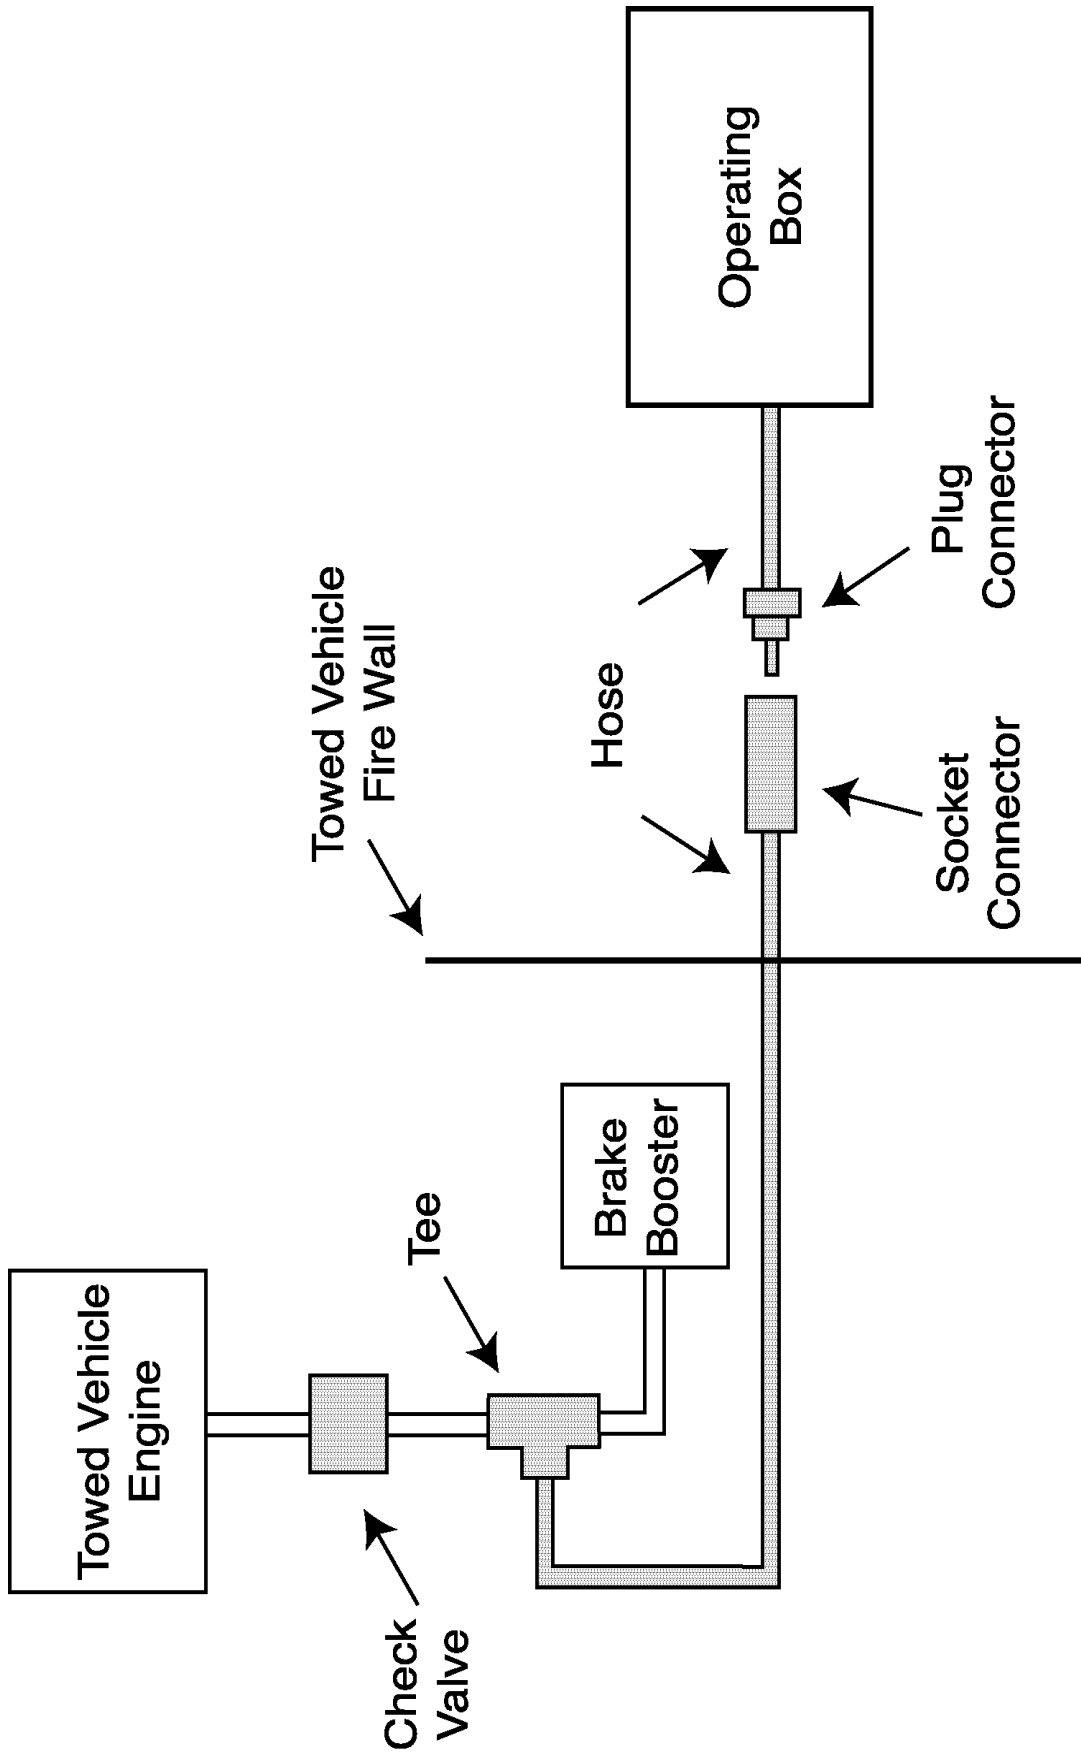 Towed Vehicle
Engine
Check
Valve
Tee
Brake
Booster
Towed Vehicle
Fire Wall
Hose
Socket
Connector
Plug
Connector
Operating
Box